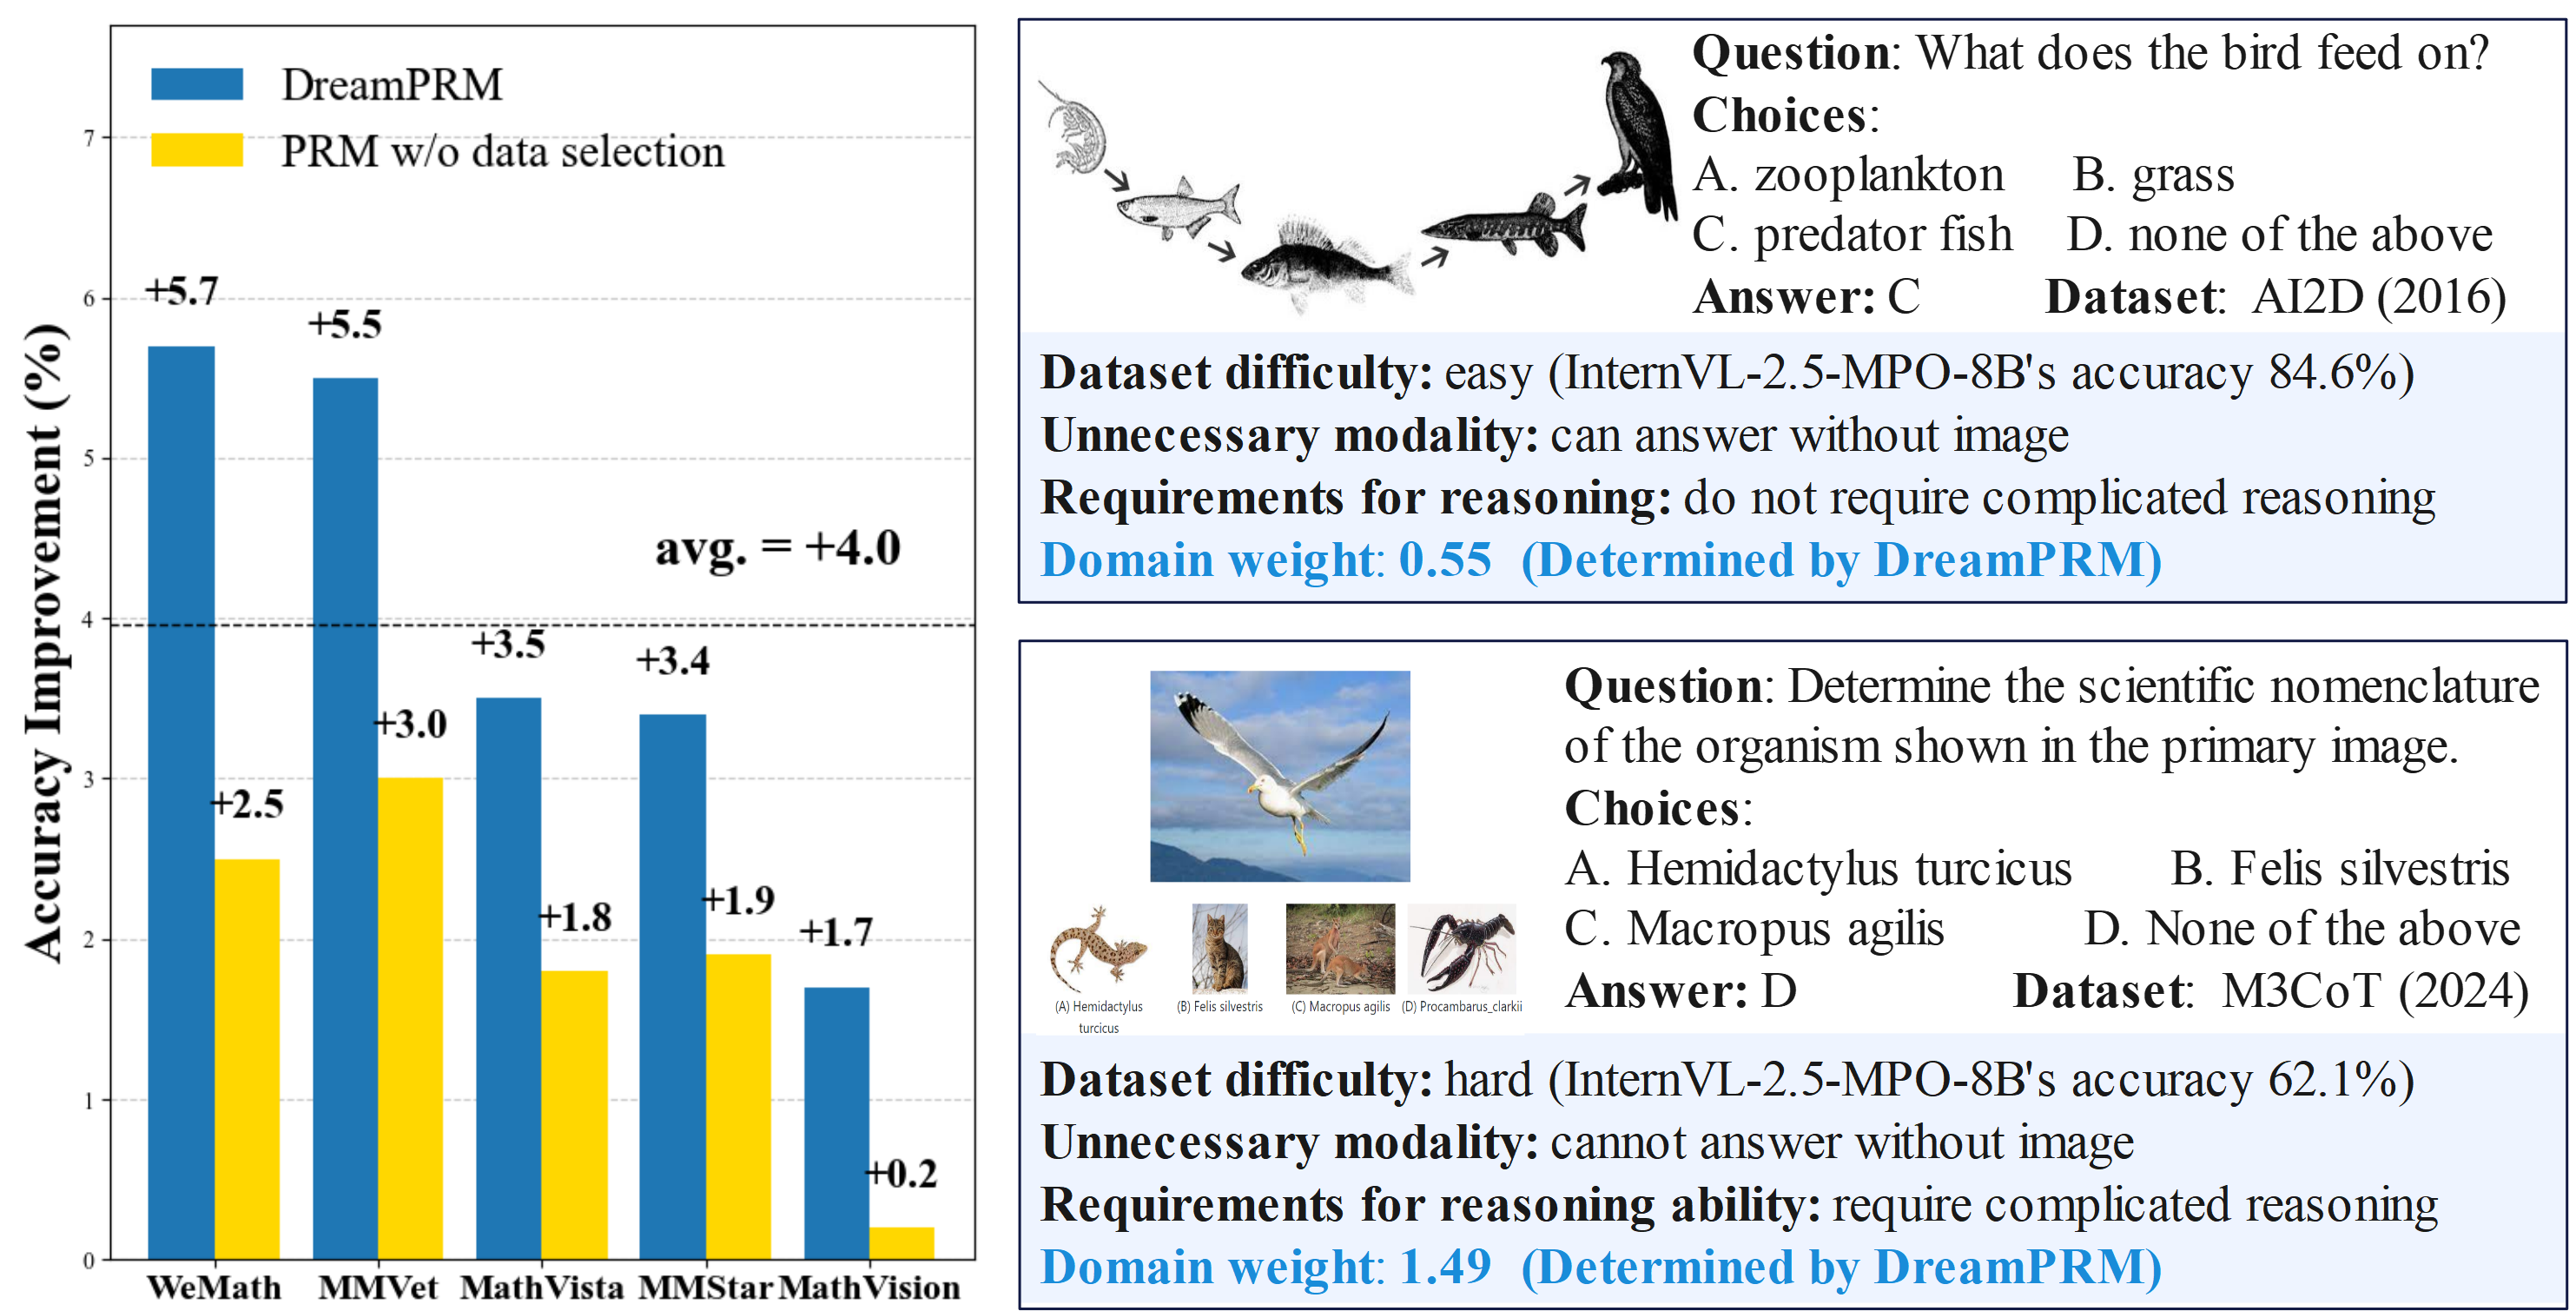 DreamPRM
PRM w/o data selection
Accuracy Improvement (%)
7
6
5
4
3
2
1
0
+5.7
+5.5
avg. = +4.0
+3.5
+3.4
+3.0
+2.5
+1.8
+1.9
+1.7
+0.2
WeMath MMVet MathVista MMStar MathVision
Question: What does the bird feed on?
Choices:
A. zooplankton B. grass
C. predator fish D. none of the above
Answer: C Dataset: AI2D (2016)
Dataset difficulty: easy (InternVL-2.5-MPO-8B's accuracy 84.6%)
Unnecessary modality: can answer without image
Requirements for reasoning: do not require complicated reasoning
Domain weight: 0.55 (Determined by DreamPRM)
Question: Determine the scientific nomenclature
of the organism shown in the primary image.
Choices:
A. Hemidactylus turcicus B. Felis silvestris
C. Macropus agilis D. None of the above
Answer: D Dataset: M3CoT (2024)
(A) Hemidactylus
turcicus
(B) Felis silvestris
(C) Macropus agilis
(D) Procambarus_clarkii
Dataset difficulty: hard (InternVL-2.5-MPO-8B's accuracy 62.1%)
Unnecessary modality: cannot answer without image
Requirements for reasoning ability: require complicated reasoning
Domain weight: 1.49 (Determined by DreamPRM)